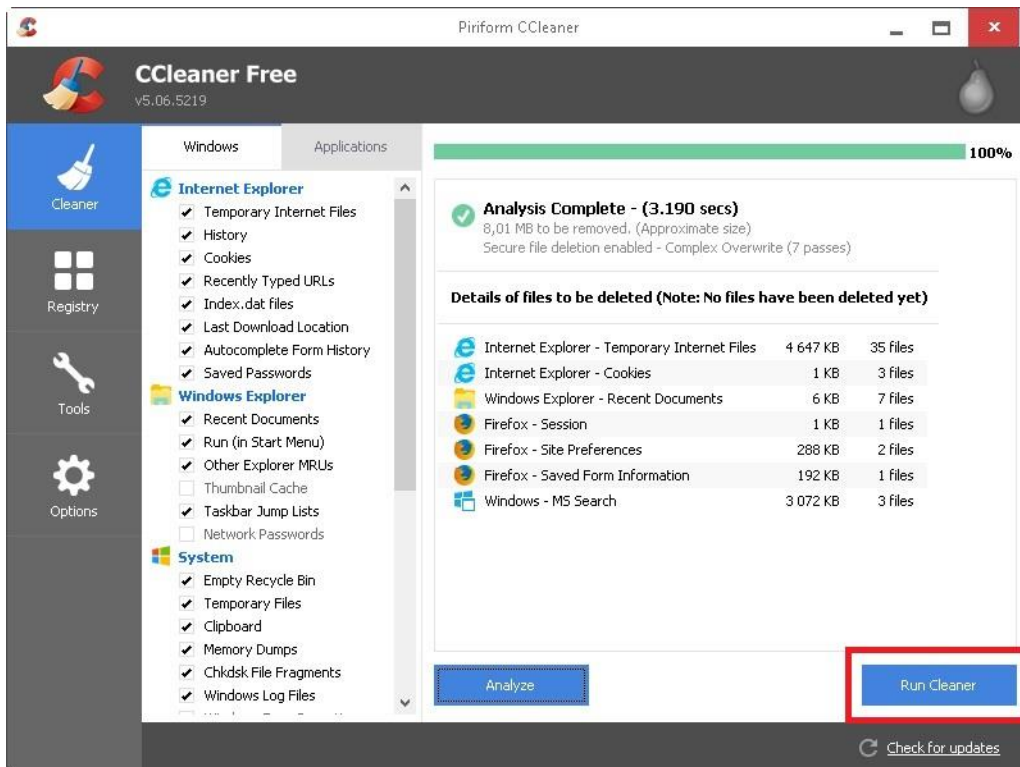 Piriform CCleaner
CCleaner Free
v5.06.5219
Cleaner
Registry
Tools
Options
Windows Applications
Internet Explorer
Temporary Internet Files
History
Cookies
Recently Typed URLs
Index.dat files
Last Download Location
Autocomplete Form History
Saved Passwords
Windows Explorer
Recent Documents
Run (in Start Menu)
Other Explorer MRUs
Thumbnail Cache
Taskbar Jump Lists
Network Passwords
System
Empty Recycle Bin
Temporary Files
Clipboard
Memory Dumps
Chkdsk File Fragments
Windows Log Files
100%
Analysis Complete - (3.190 secs)
8,01 MB to be removed. (Approximate size)
Secure file deletion enabled - Complex Overwrite (7 passes)
Details of files to be deleted (Note: No files have been deleted yet)
Internet Explorer - Temporary Internet Files 4 647 KB 35 files
Internet Explorer - Cookies 1 KB 3 files
Windows Explorer - Recent Documents 6 KB 7 files
Firefox - Session 1 KB 1 files
Firefox - Site Preferences 288 KB 2 files
Firefox - Saved Form Information 192 KB 1 files
Windows - MS Search 3 072 KB 3 files
Analyze
Run Cleaner
Check for updates